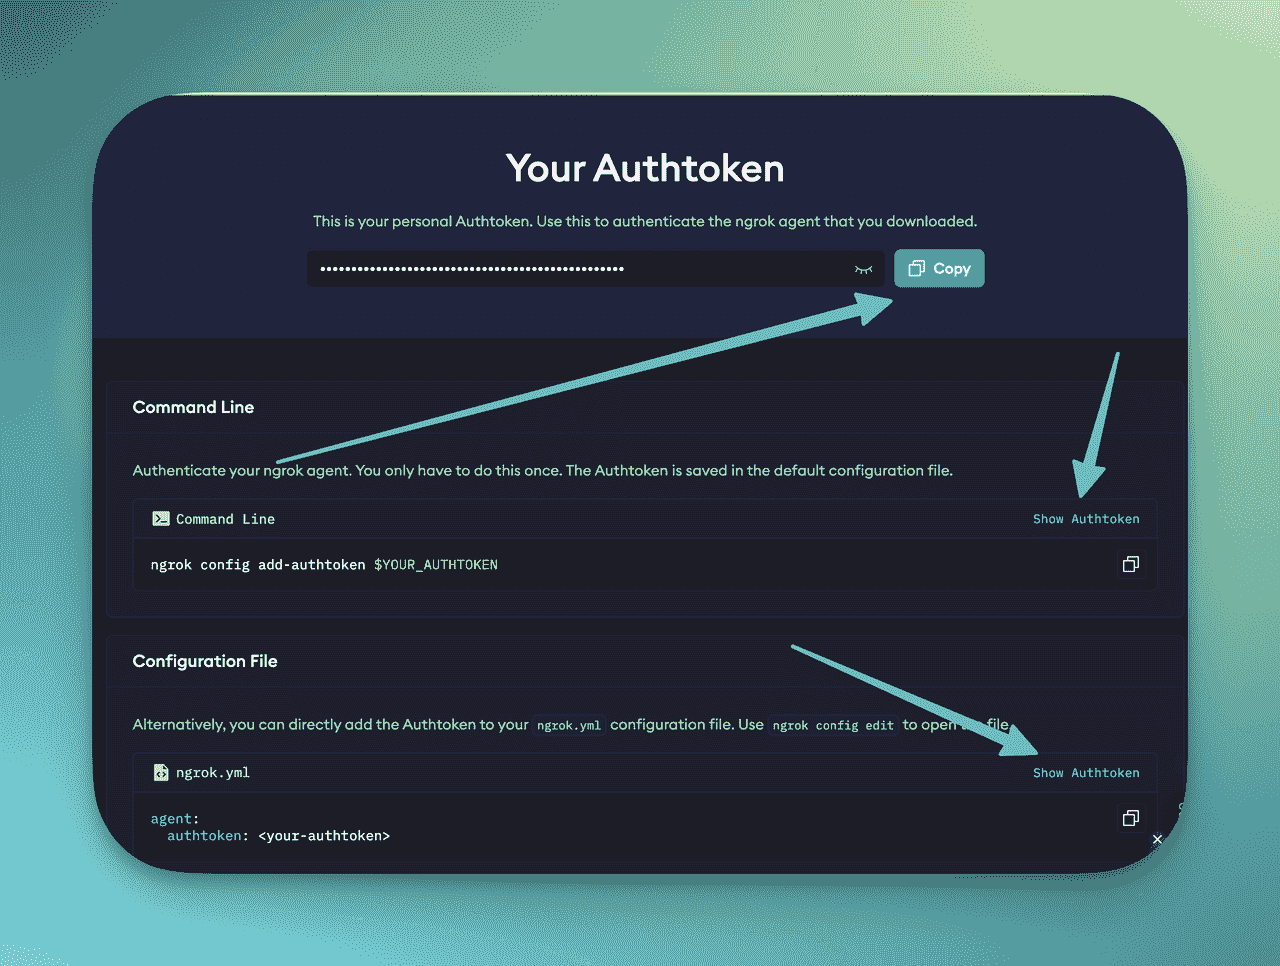 Your Authtoken
This is your personal Authtoken. Use this to authenticate the ngrok agent that you downloaded.
••••••••••••••••••••••••••••••••••••••••••••••••• Copy
Command Line
Authenticate your ngrok agent. You only have to do this once. The Authtoken is saved in the default configuration file.
Command Line Show Authtoken
ngrok config add-authtoken $YOUR_AUTHTOKEN
Configuration File
Alternatively, you can directly add the Authtoken to your ngrok.yml configuration file. Use ngrok config edit to open the file.
ngrok.yml Show Authtoken
agent:
authtoken: <your-authtoken>